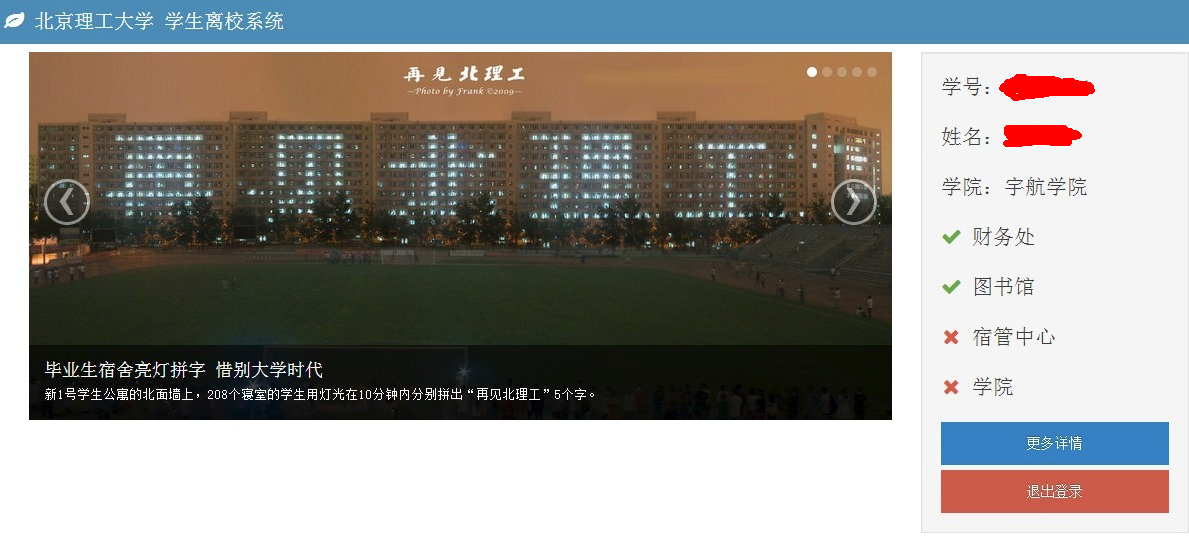 北京理工大学 学生离校系统
再见北理工
—Photo by Frank ©2009—
再见北理工
毕业生宿舍亮灯拼字 惜别大学时代
新1号学生公寓的北面墙上，208个寝室的学生用灯光在10分钟内分别拼出“再见北理工”5个字。
学号：
姓名：
学院：宇航学院
财务处
图书馆
宿管中心
学院
更多详情
退出登录